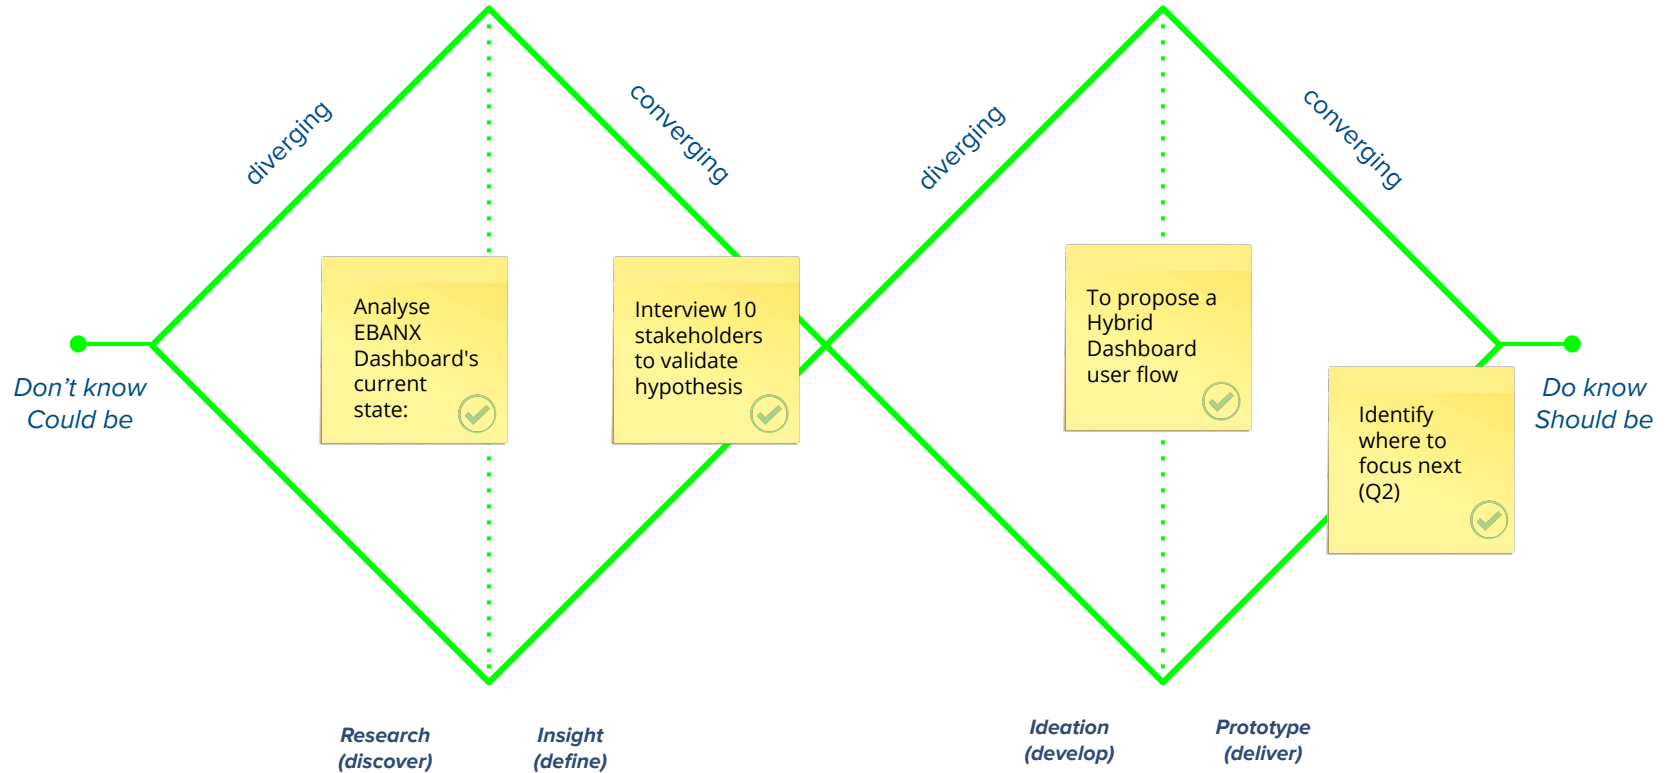 diverging
converging
diverging
converging
Analyse
EBANX
Dashboard's
current
state:
Interview 10
stakeholders
to validate
hypothesis
To propose a
Hybrid
Dashboard
user flow
Identify
where to
focus next
(Q2)
Don’t know
Could be
Do know
Should be
Research
(discover)
Insight
(define)
Ideation
(develop)
Prototype
(deliver)